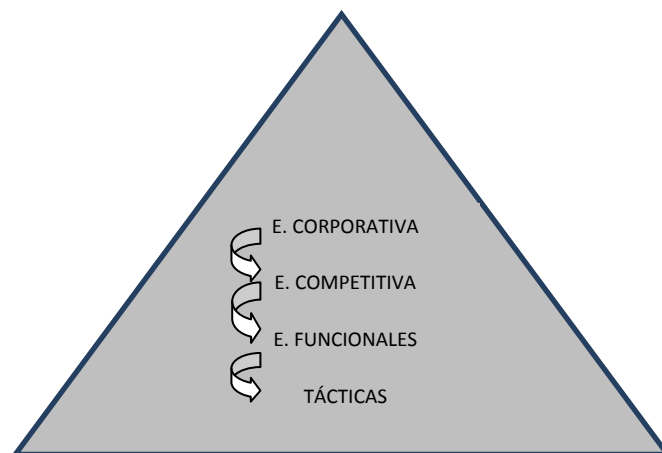 E. CORPORATIVA
E. COMPETITIVA
E. FUNCIONALES
TÁCTICAS